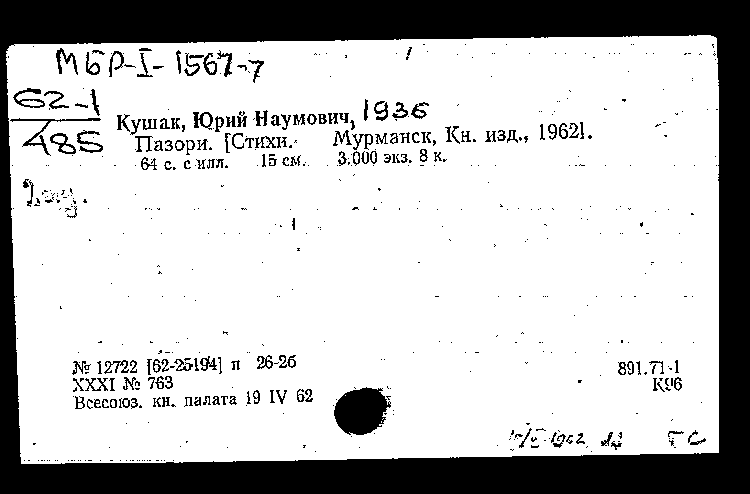 МБР-I-1567-7
62-1
485
Кушак, Юрий Наумович, 1936
Пазори. [Стихи. Мурманск, Кн. изд., 1962].
64 с. с илл. 15 см. 3.000 экз. 8 к.
№ 12722 [62-25194] п 26-2б
XXXI № 763
Всесоюз. кн. палата 19 IV 62
891.71-1
К96
1962